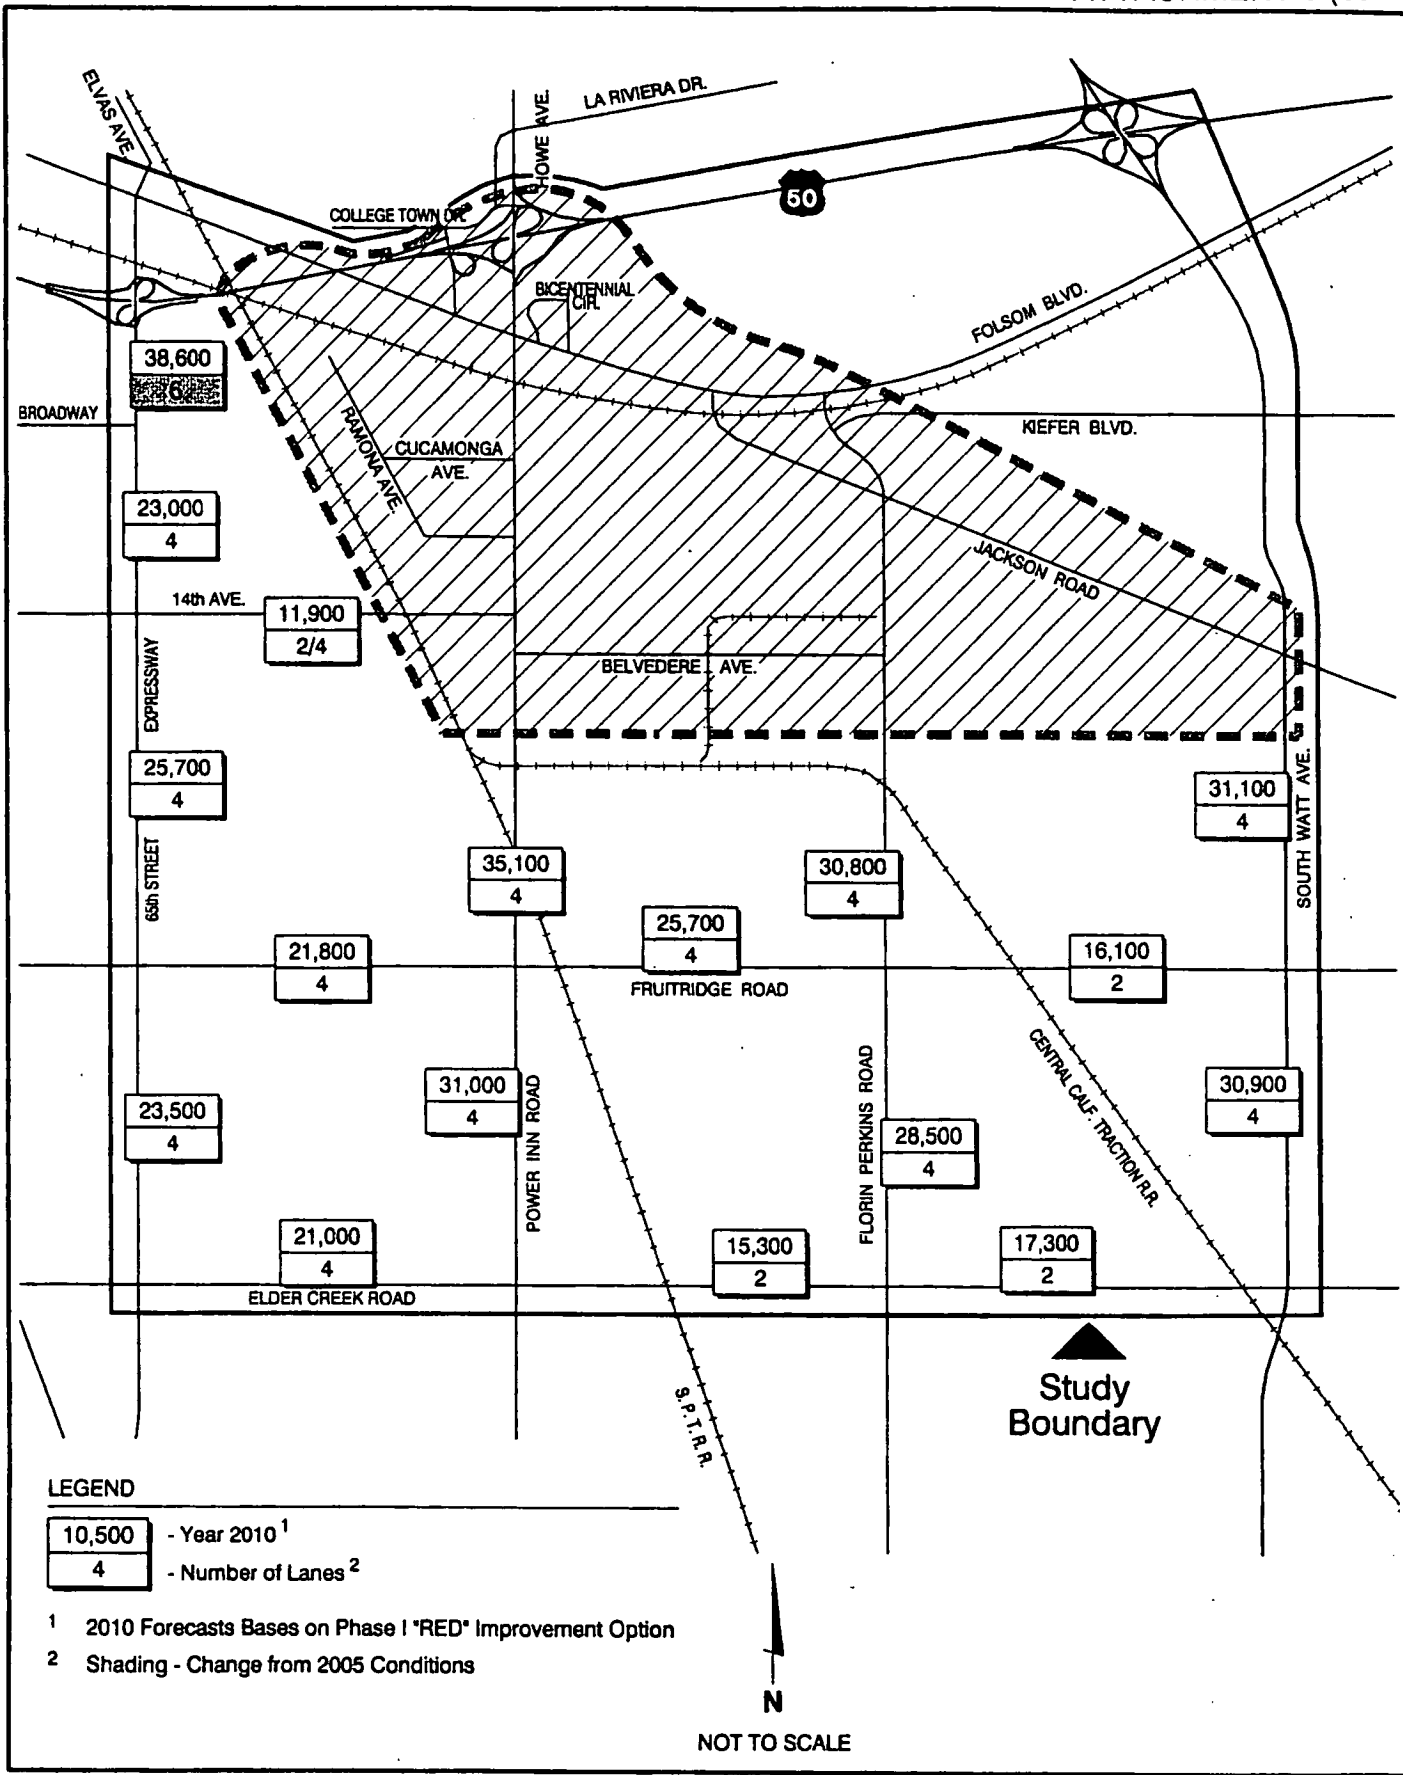 ELVAS AVE.
LA RIVIERA DR.
HOWE AVE.
50
COLLEGE TOWN DR.
BICENTENNIAL
CIR.
FOLSOM BLVD.
38,600
6
BROADWAY
KIEFER BLVD.
RAMONA AVE.
CUCAMONGA
AVE.
23,000
4
JACKSON ROAD
14th AVE.
11,900
2/4
BELVEDERE AVE.
65th STREET EXPRESSWAY
25,700
4
31,100
4
SOUTH WATT AVE.
35,100
4
30,800
4
25,700
4
21,800
4
16,100
2
FRUITRIDGE ROAD
CENTRAL CALF. TRACTION R.R.
31,000
4
POWER INN ROAD
FLORIN PERKINS ROAD
30,900
4
23,500
4
28,500
4
21,000
4
15,300
2
17,300
2
ELDER CREEK ROAD
S.P.T.R.R.
Study
Boundary
LEGEND
10,500 - Year 2010 1
4 - Number of Lanes 2
1 2010 Forecasts Bases on Phase I "RED" Improvement Option
2 Shading - Change from 2005 Conditions
N
NOT TO SCALE